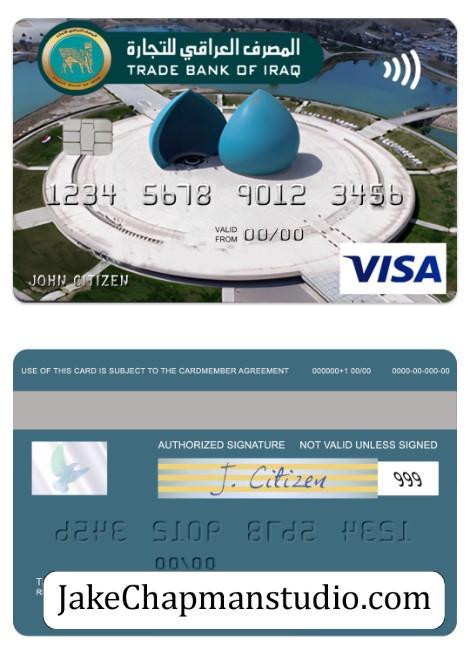 المصرف العراقي للتجارة
TRADE BANK OF IRAQ
1234 5678 9012 3456
VALID
FROM 00/00
JOHN CITIZEN
VISA
USE OF THIS CARD IS SUBJECT TO THE CARDMEMBER AGREEMENT 000000+1 00/00 0000-00-000-00
AUTHORIZED SIGNATURE NOT VALID UNLESS SIGNED
J. Citizen 999
1234 5678 9012 3456
00/00
JakeChapmanstudio.com